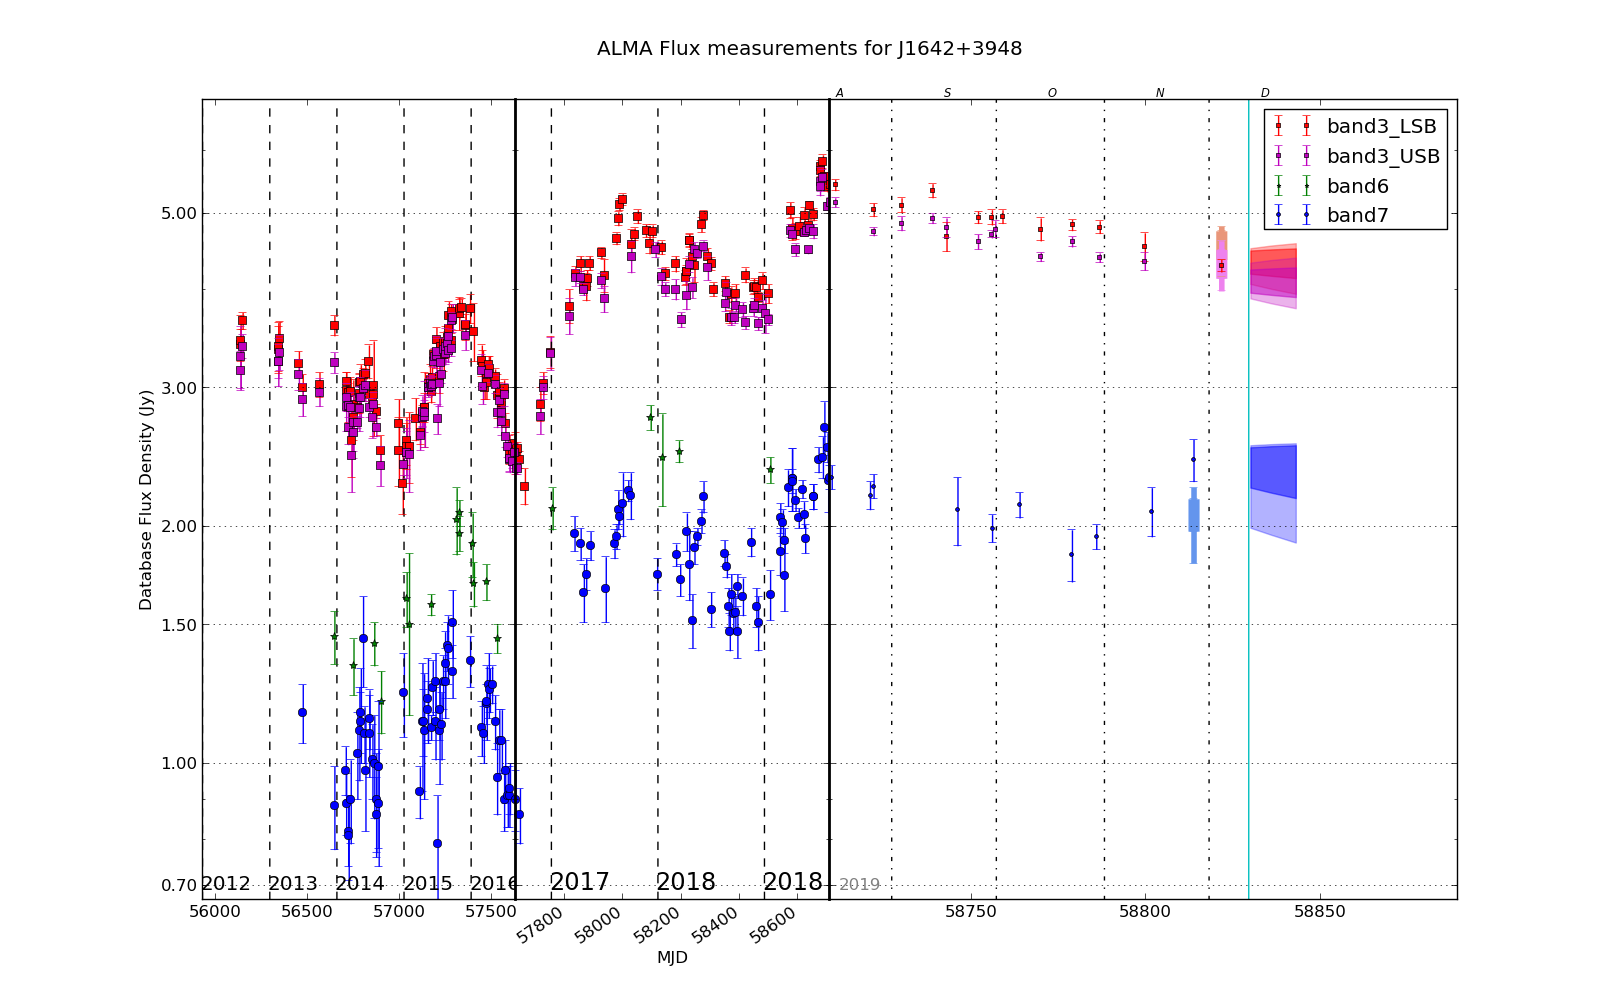 ALMA Flux measurements for J1642+3948
A S O N D
band3_LSB
band3_USB
band6
band7
5.00
3.00
2.00
1.50
1.00
0.70
Database Flux Density (Jy)
2012 2013 2014 2015 2016 2017 2018 2018 2019
56000 56500 57000 57500 57800 58000 58200 58400 58600 58750 58800 58850
MJD